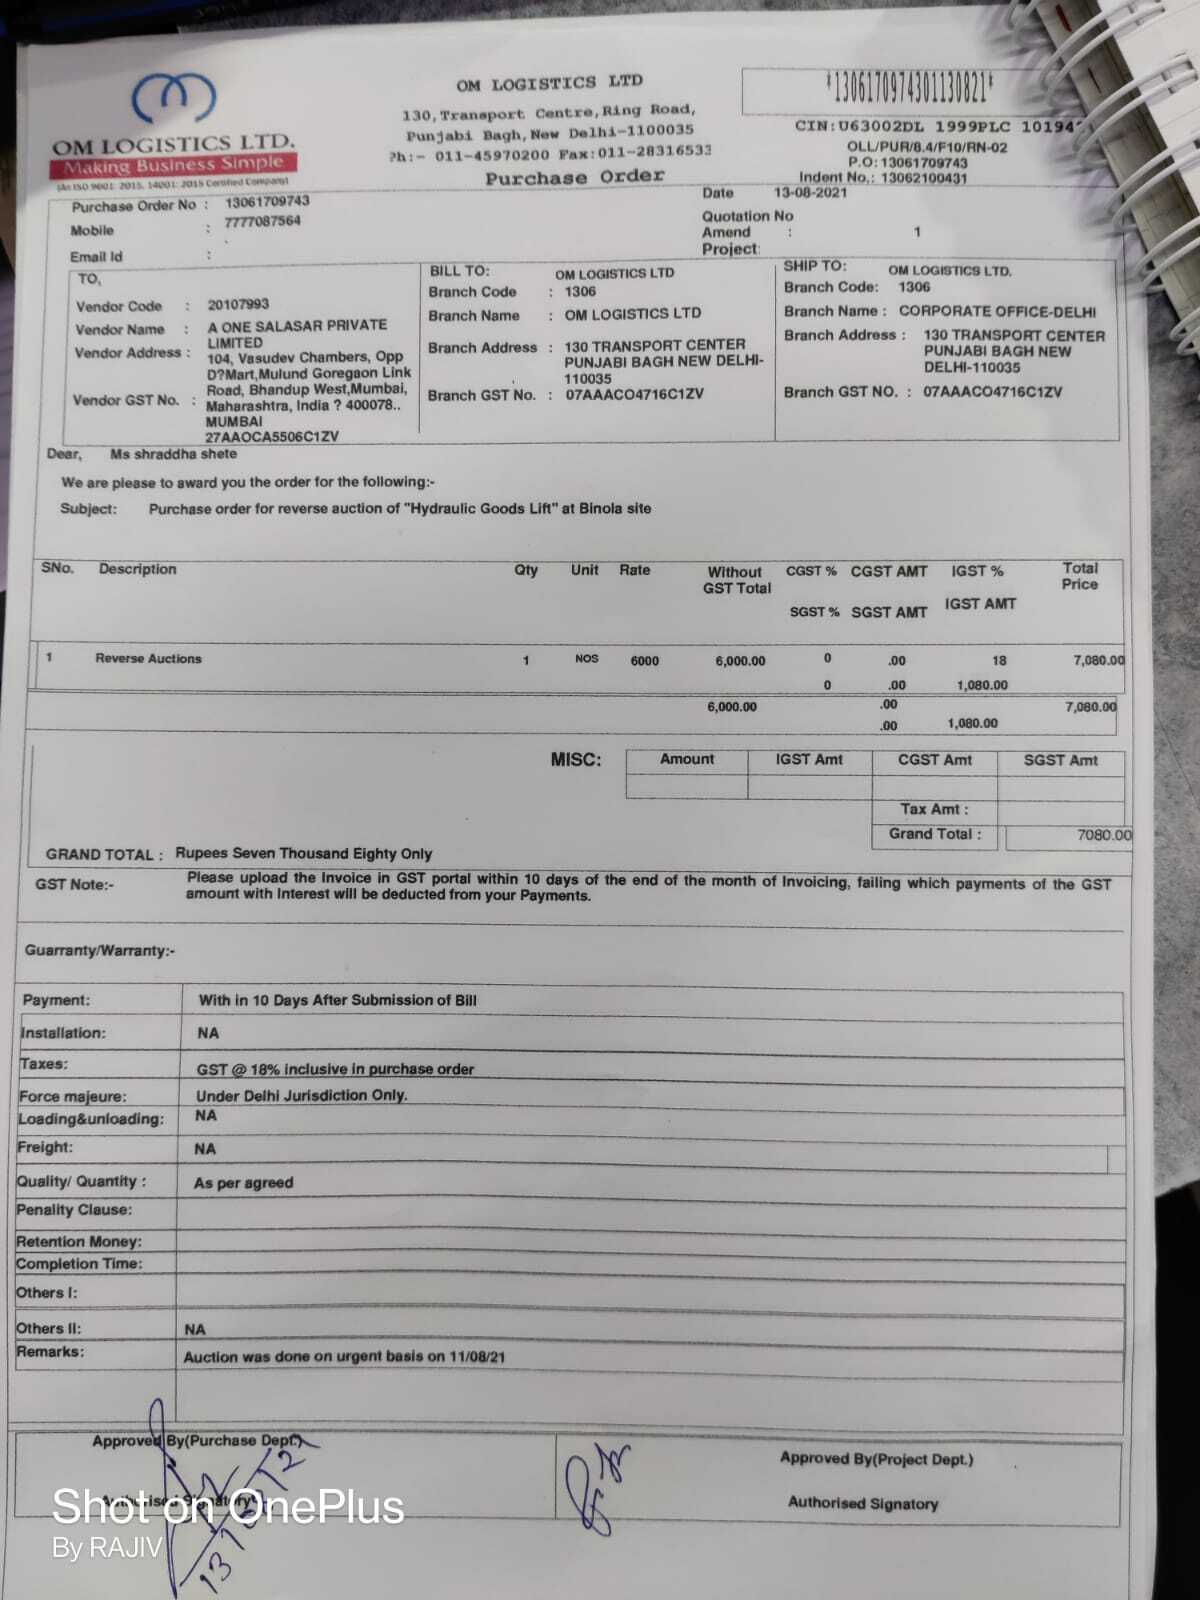 OM LOGISTICS LTD.
Making Business Simple
(An ISO 9001: 2015, 14001: 2015 Certified Company)
OM LOGISTICS LTD
130,Transport Centre,Ring Road,
Punjabi Bagh,New Delhi-1100035
Ph:- 011-45970200 Fax:011-28316533
Purchase Order
*1306170974301130821*
CIN:U63002DL 1999PLC 10194
OLL/PUR/8.4/F10/RN-02
P.O: 13061709743
Indent No.: 13062100431
Purchase Order No : 13061709743
Mobile : 7777087564
Email Id :
Date 13-08-2021
Quotation No
Amend : 1
Project:
TO,
Vendor Code : 20107993
Vendor Name : A ONE SALASAR PRIVATE
LIMITED
Vendor Address : 104, Vasudev Chambers, Opp
D?Mart,Mulund Goregaon Link
Road, Bhandup West,Mumbai,
Maharashtra, India ? 400078..
MUMBAI
Vendor GST No. : 27AAOCA5506C1ZV
BILL TO: OM LOGISTICS LTD
Branch Code : 1306
Branch Name : OM LOGISTICS LTD
Branch Address : 130 TRANSPORT CENTER
PUNJABI BAGH NEW DELHI-
110035
Branch GST No. : 07AAACO4716C1ZV
SHIP TO: OM LOGISTICS LTD.
Branch Code: 1306
Branch Name : CORPORATE OFFICE-DELHI
Branch Address : 130 TRANSPORT CENTER
PUNJABI BAGH NEW
DELHI-110035
Branch GST NO. : 07AAACO4716C1ZV
Dear, Ms shraddha shete
We are please to award you the order for the following:-
Subject: Purchase order for reverse auction of "Hydraulic Goods Lift" at Binola site
SNo. Description Qty Unit Rate Without GST Total CGST % CGST AMT IGST % Total Price
SGST % SGST AMT IGST AMT
1 Reverse Auctions 1 NOS 6000 6,000.00 0 .00 18 7,080.00
0 .00 1,080.00
6,000.00 .00 7,080.00
.00 1,080.00
MISC: Amount IGST Amt CGST Amt SGST Amt
Tax Amt :
Grand Total : 7080.00
GRAND TOTAL : Rupees Seven Thousand Eighty Only
GST Note:- Please upload the Invoice in GST portal within 10 days of the end of the month of Invoicing, failing which payments of the GST
amount with Interest will be deducted from your Payments.
Guarranty/Warranty:-
Payment: With in 10 Days After Submission of Bill
Installation: NA
Taxes: GST @ 18% inclusive in purchase order
Force majeure: Under Delhi Jurisdiction Only.
Loading&unloading: NA
Freight: NA
Quality/ Quantity : As per agreed
Penality Clause:
Retention Money:
Completion Time:
Others I:
Others II: NA
Remarks: Auction was done on urgent basis on 11/08/21
Approved By(Purchase Dept.)
Authorised Signatory
Approved By(Project Dept.)
Authorised Signatory
Shot on OnePlus
By RAJIV